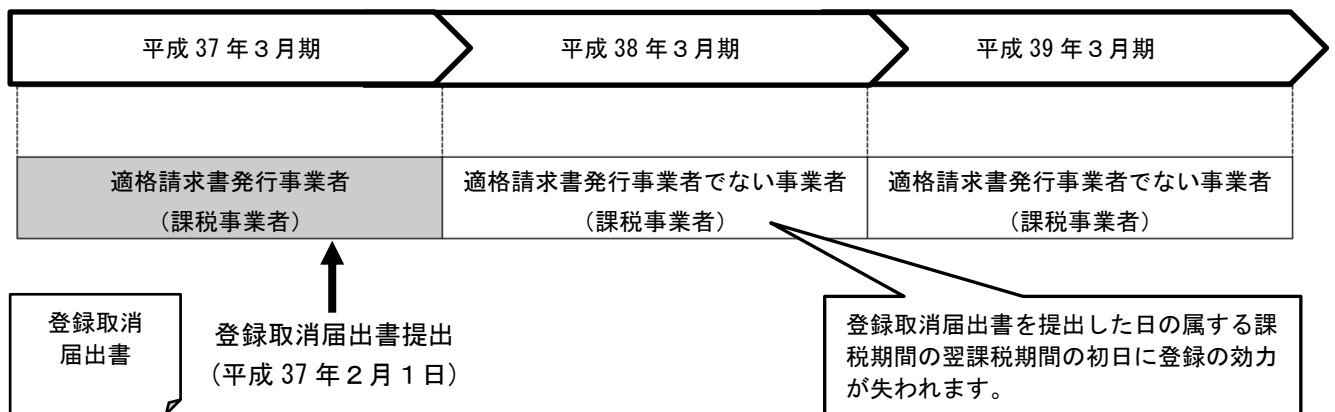 平成 37 年３月期
平成 38 年３月期
平成 39 年３月期
適格請求書発行事業者
（課税事業者）
適格請求書発行事業者でない事業者
（課税事業者）
適格請求書発行事業者でない事業者
（課税事業者）
登録取消
届出書
登録取消届出書提出
（平成 37 年２月１日）
登録取消届出書を提出した日の属する課
税期間の翌課税期間の初日に登録の効力
が失われます。